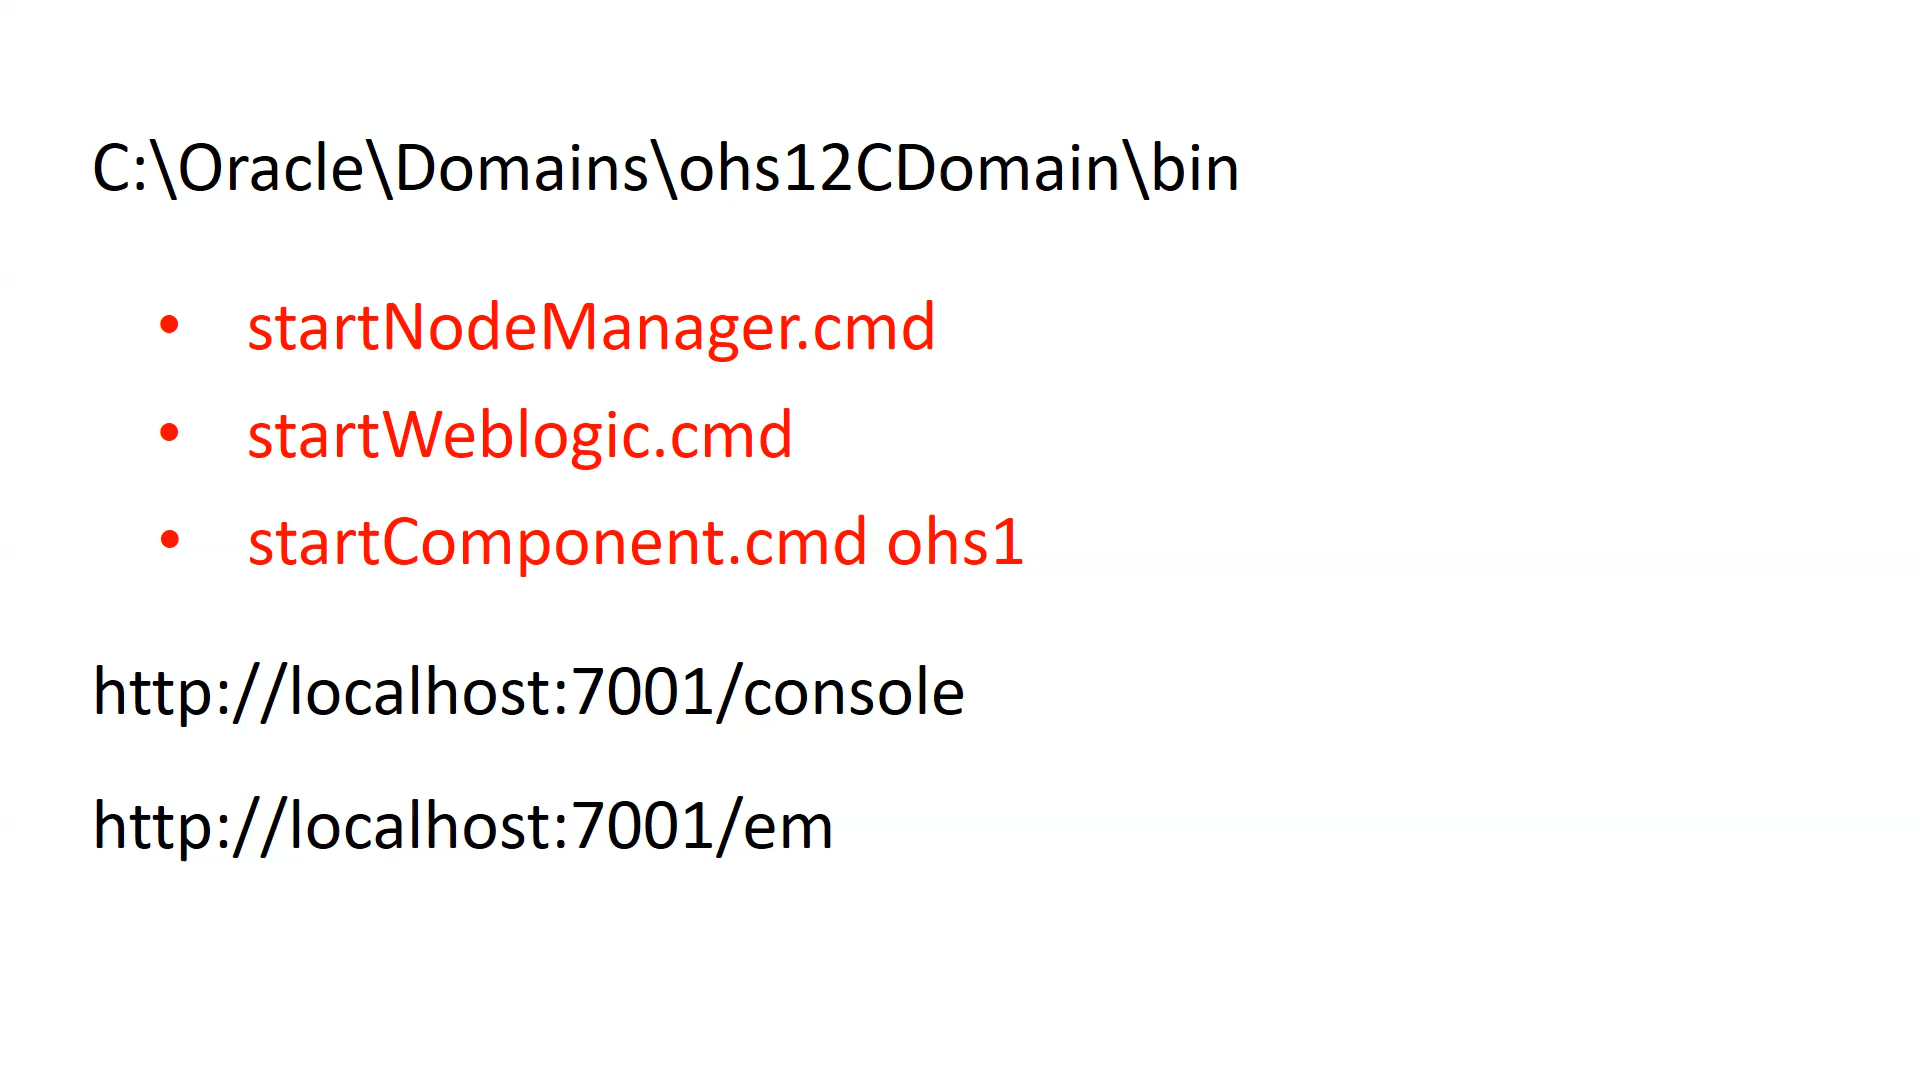 C:\Oracle\Domains\ohs12CDomain\bin
• startNodeManager.cmd
• startWeblogic.cmd
• startComponent.cmd ohs1
http://localhost:7001/console
http://localhost:7001/em